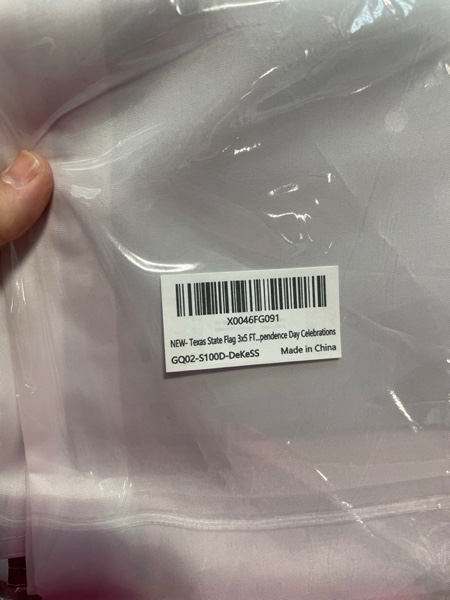 X0046FG091
NEW- Texas State Flag 3x5 FT...pendence Day Celebrations
GQ02-S100D-DeKeSS Made in China